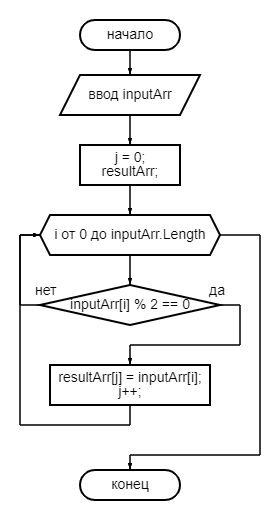 начало
ввод inputArr
j = 0;
resultArr;
i от 0 до inputArr.Length
нет
да
inputArr[i] % 2 == 0
resultArr[j] = inputArr[i];
j++;
конец